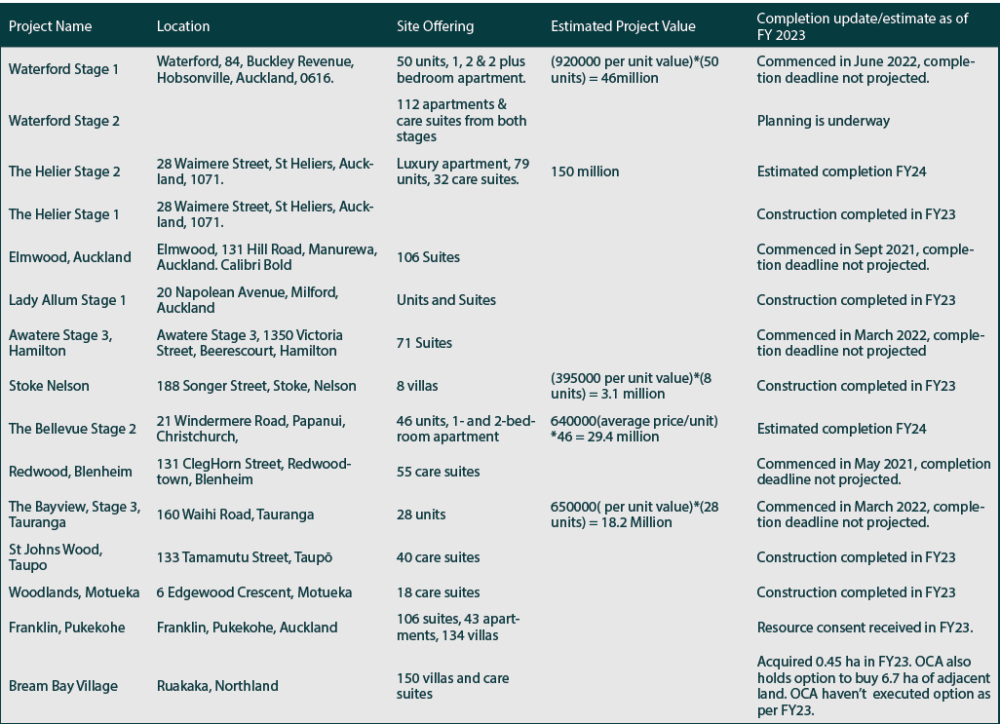 Project Name
Location
Site Offering
Estimated Project Value
Completion update/estimate as of
FY 2023
Waterford Stage 1
Waterford, 84, Buckley Revenue,
Hobsonville, Auckland, 0616.
50 units, 1, 2 & 2 plus
bedroom apartment.
(920000 per unit value)*(50
units) = 46million
Commenced in June 2022, comple-
tion deadline not projected.
Waterford Stage 2
112 apartments &
care suites from both
stages
Planning is underway
The Helier Stage 2
28 Waimere Street, St Heliers, Auck-
land, 1071.
Luxury apartment, 79
units, 32 care suites.
150 million
Estimated completion FY24
The Helier Stage 1
28 Waimere Street, St Heliers, Auck-
land, 1071.
Construction completed in FY23
Elmwood, Auckland
Elmwood, 131 Hill Road, Manurewa,
Auckland. Calibri Bold
106 Suites
Commenced in Sept 2021, comple-
tion deadline not projected.
Lady Allum Stage 1
20 Napolean Avenue, Milford,
Auckland
Units and Suites
Construction completed in FY23
Awatere Stage 3,
Hamilton
Awatere Stage 3, 1350 Victoria
Street, Beerescourt, Hamilton
71 Suites
Commenced in March 2022, comple-
tion deadline not projected
Stoke Nelson
188 Songer Street, Stoke, Nelson
8 villas
(395000 per unit value)*(8
units) = 3.1 million
Construction completed in FY23
The Bellevue Stage 2
21 Windermere Road, Papanui,
Christchurch,
46 units, 1- and 2-bed-
room apartment
640000(average price/unit)
*46 = 29.4 million
Estimated completion FY24
Redwood, Blenheim
131 ClegHorn Street, Redwood-
town, Blenheim
55 care suites
Commenced in May 2021, completion
deadline not projected.
The Bayview, Stage 3,
Tauranga
160 Waihi Road, Tauranga
28 units
650000( per unit value)*(28
units) = 18.2 Million
Commenced in March 2022, comple-
tion deadline not projected.
St Johns Wood,
Taupo
133 Tamamutu Street, Taupō
40 care suites
Construction completed in FY23
Woodlands, Motueka
6 Edgewood Crescent, Motueka
18 care suites
Construction completed in FY23
Franklin, Pukekohe
Franklin, Pukekohe, Auckland
106 suites, 43 apart-
ments, 134 villas
Resource consent received in FY23.
Bream Bay Village
Ruakaka, Northland
150 villas and care
suites
Acquired 0.45 ha in FY23. OCA also
holds option to buy 6.7 ha of adjacent
land. OCA haven't executed option as
per FY23.